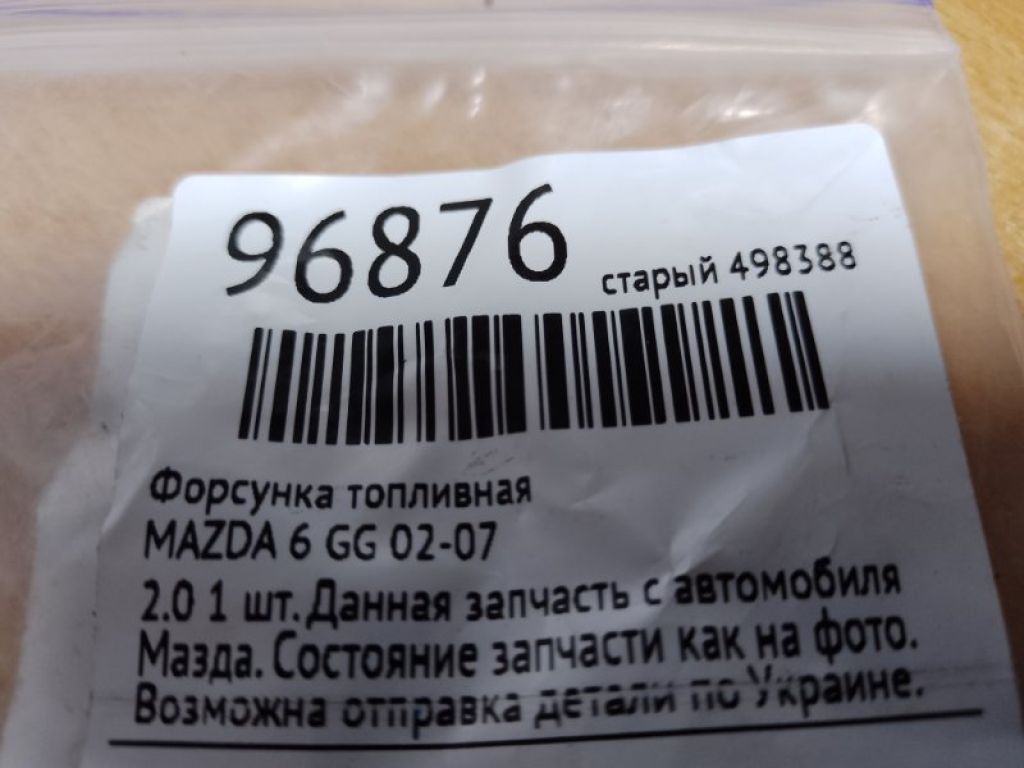 96876 старый 498388
Форсунка топливная
MAZDA 6 GG 02-07
2.0 1 шт. Данная запчасть с автомобиля
Мазда. Состояние запчасти как на фото.
Возможна отправка детали по Украине.